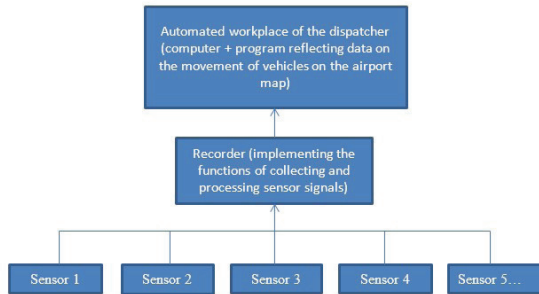 Automated workplace of the dispatcher
(computer + program reflecting data on
the movement of vehicles on the airport
map)
Recorder (implementing the
functions of collecting and
processing sensor signals)
Sensor 1
Sensor 2
Sensor 3
Sensor 4
Sensor 5...